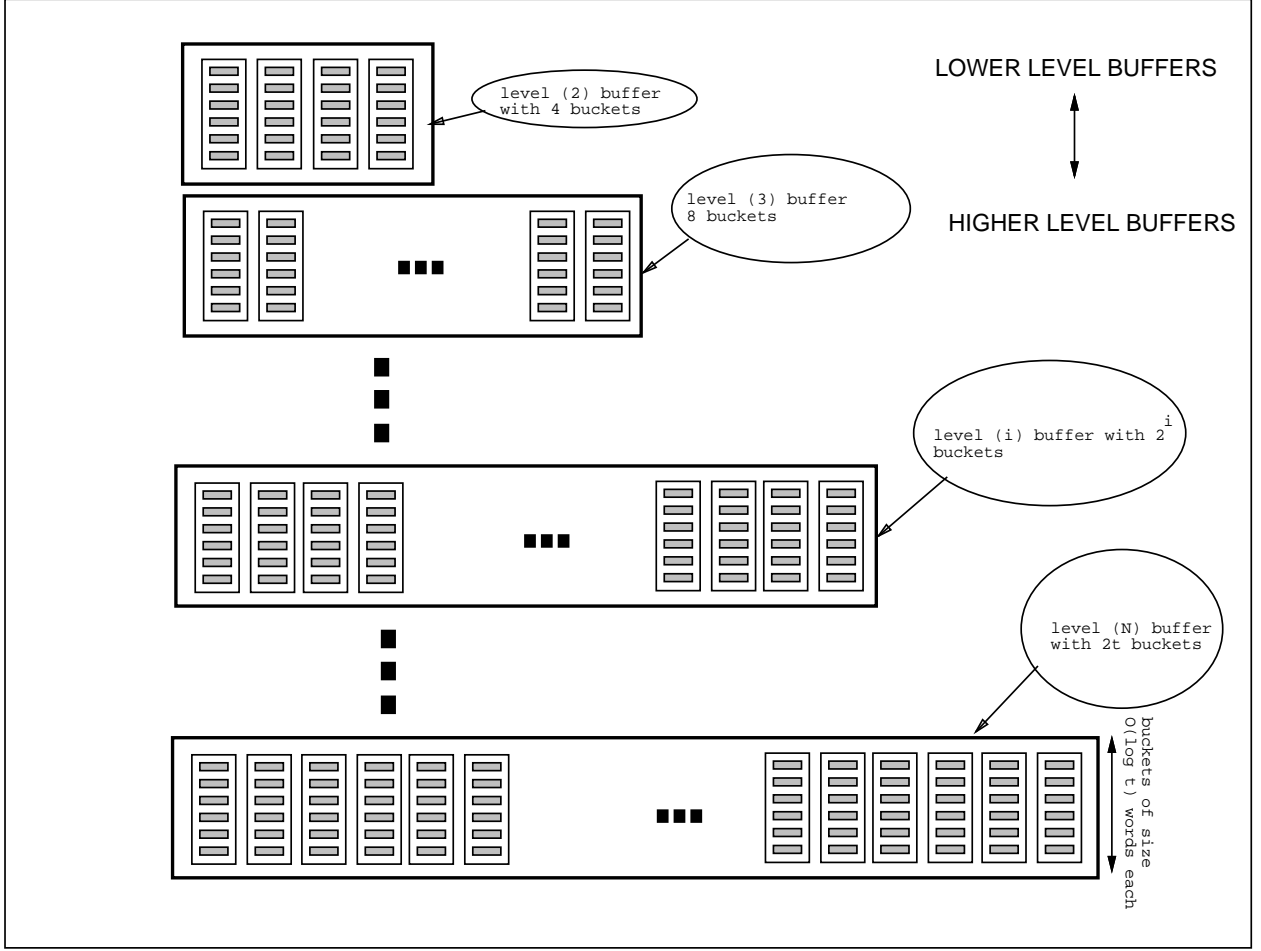 level (2) buffer
with 4 buckets
LOWER LEVEL BUFFERS
level (3) buffer
8 buckets
HIGHER LEVEL BUFFERS
level (i) buffer with 2^i
buckets
level (N) buffer
with 2t buckets
buckets of size
O(log t) words each